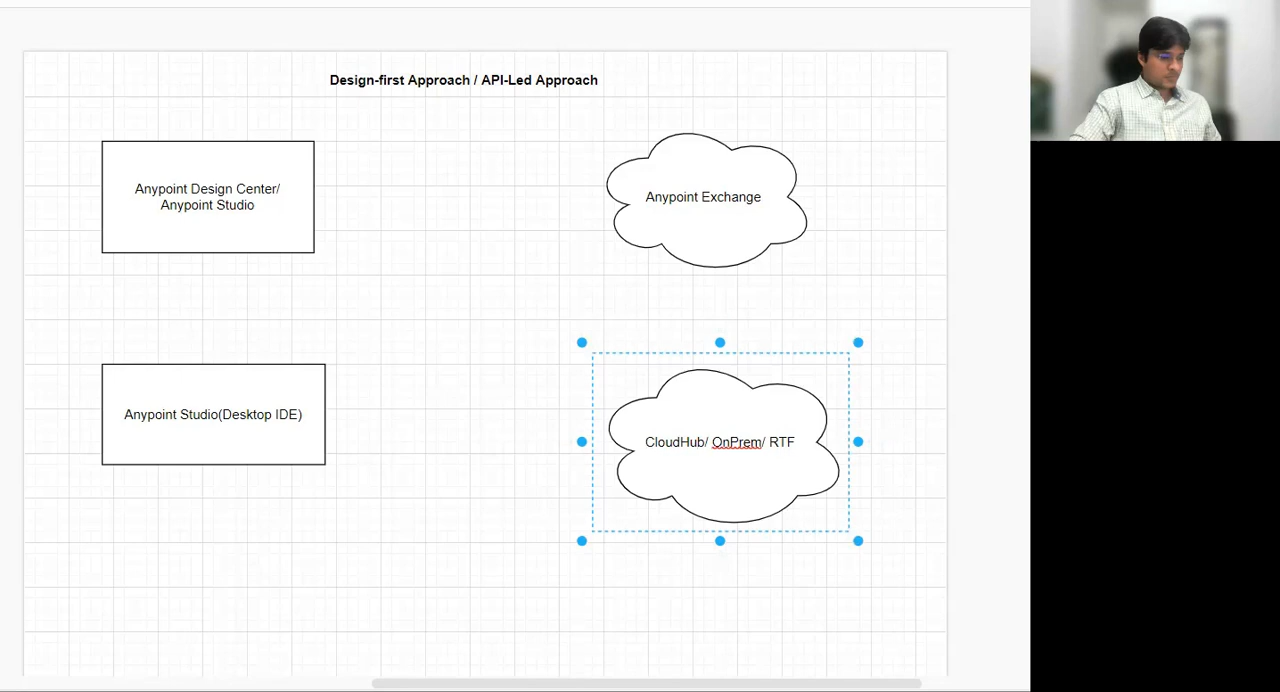 Design-first Approach / API-Led Approach
Anypoint Design Center/
Anypoint Studio
Anypoint Exchange
Anypoint Studio(Desktop IDE)
CloudHub/ OnPrem/ RTF